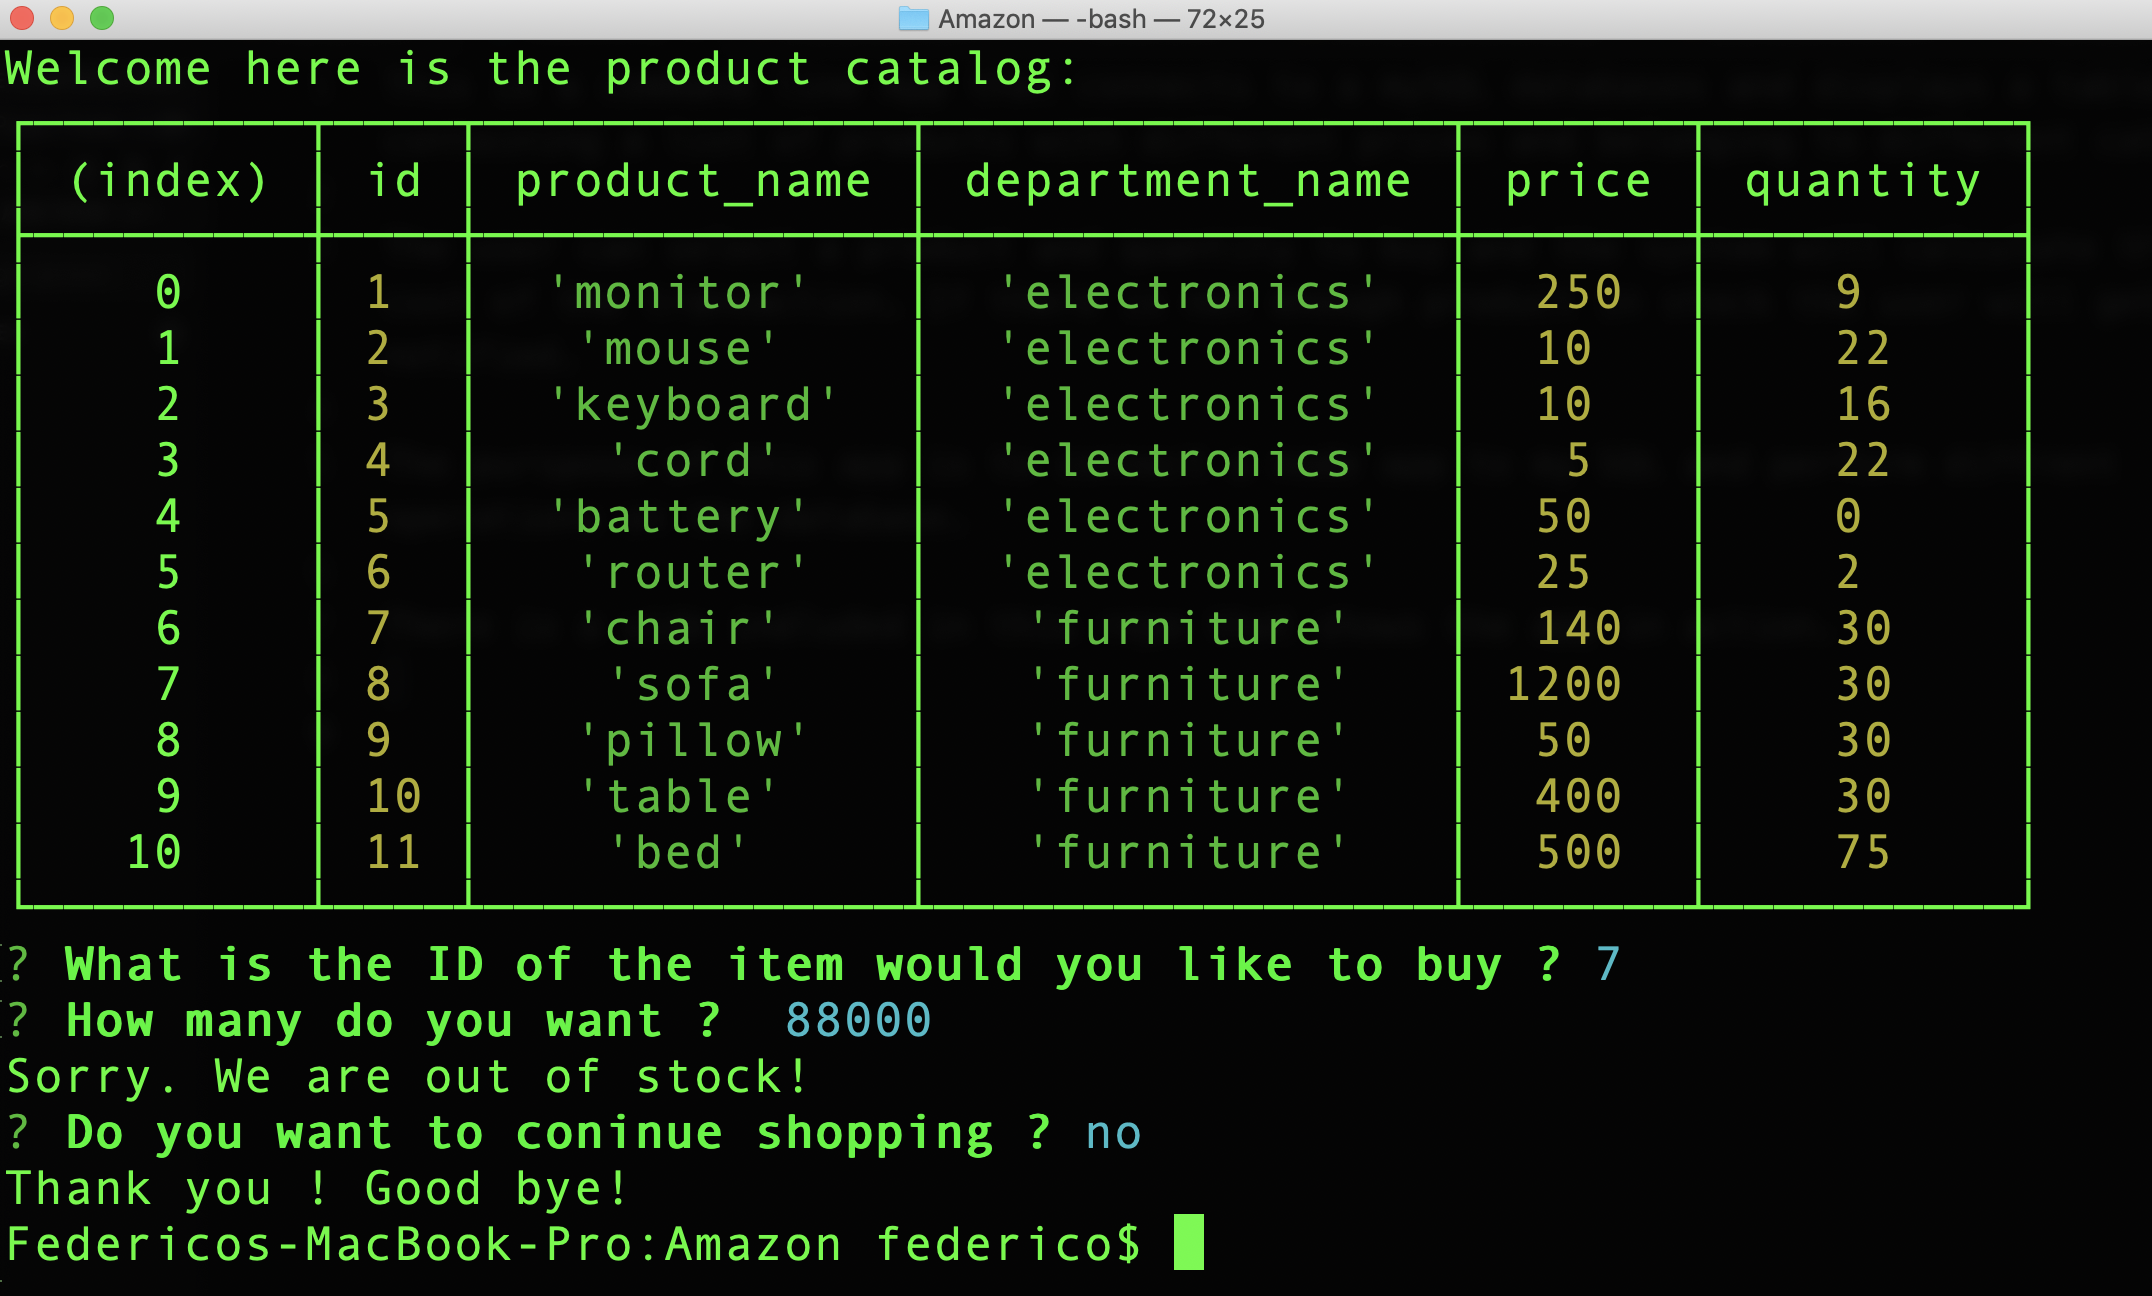 Amazon — -bash — 72×25
Welcome here is the product catalog:
(index) id product_name department_name price quantity
0 1 'monitor' 'electronics' 250 9
1 2 'mouse' 'electronics' 10 22
2 3 'keyboard' 'electronics' 10 16
3 4 'cord' 'electronics' 5 22
4 5 'battery' 'electronics' 50 0
5 6 'router' 'electronics' 25 2
6 7 'chair' 'furniture' 140 30
7 8 'sofa' 'furniture' 1200 30
8 9 'pillow' 'furniture' 50 30
9 10 'table' 'furniture' 400 30
10 11 'bed' 'furniture' 500 75
? What is the ID of the item would you like to buy ? 7
? How many do you want ? 88000
Sorry. We are out of stock!
? Do you want to coninue shopping ? no
Thank you ! Good bye!
Federicos-MacBook-Pro:Amazon federico$